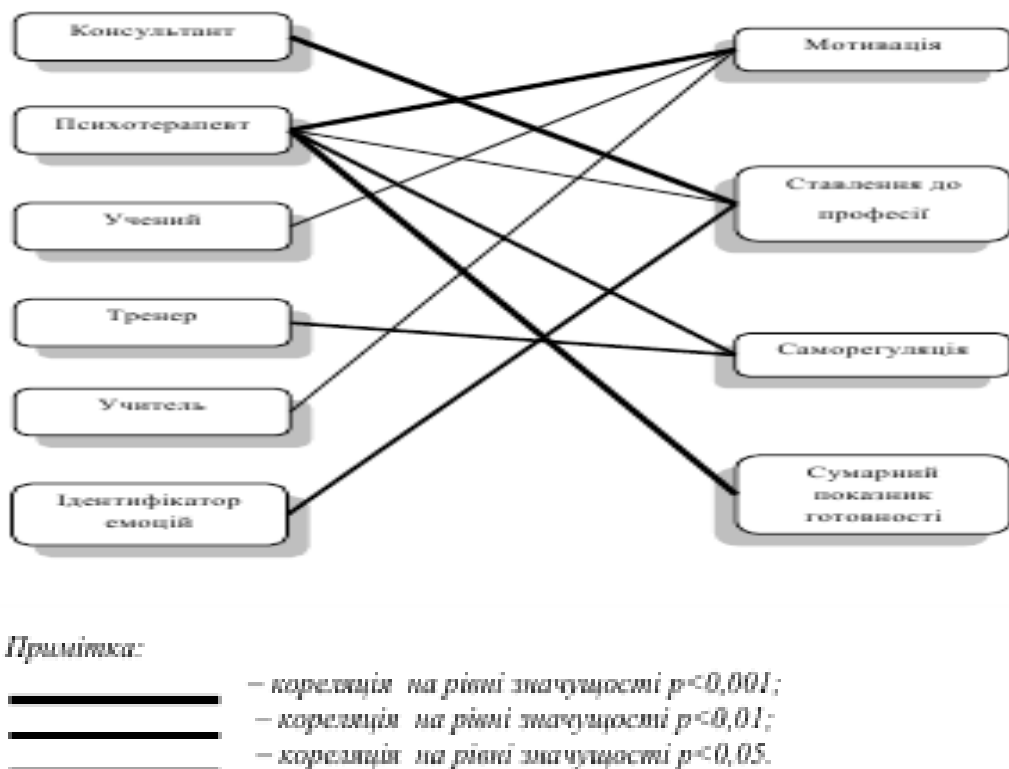 Консультант
Психотерапевт
Учений
Тренер
Учитель
Ідентифікатор
емоцій
Мотивація
Ставлення до
професії
Саморегуляція
Сумарний
показник
готовності
Примітка:
– кореляція на рівні значущості p<0,001;
– кореляція на рівні значущості p<0,01;
– кореляція на рівні значущості p<0,05.